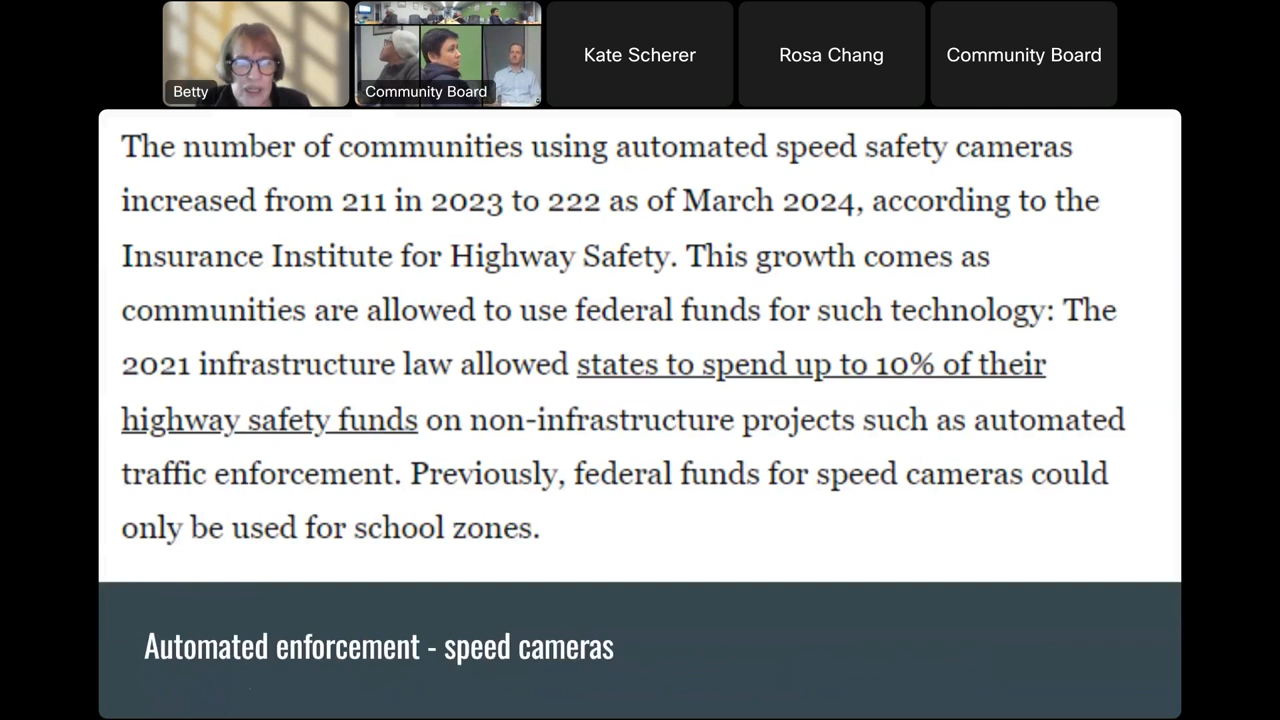 Betty
Community Board
Kate Scherer
Rosa Chang
Community Board
The number of communities using automated speed safety cameras
increased from 211 in 2023 to 222 as of March 2024, according to the
Insurance Institute for Highway Safety. This growth comes as
communities are allowed to use federal funds for such technology: The
2021 infrastructure law allowed states to spend up to 10% of their
highway safety funds on non-infrastructure projects such as automated
traffic enforcement. Previously, federal funds for speed cameras could
only be used for school zones.
Automated enforcement - speed cameras